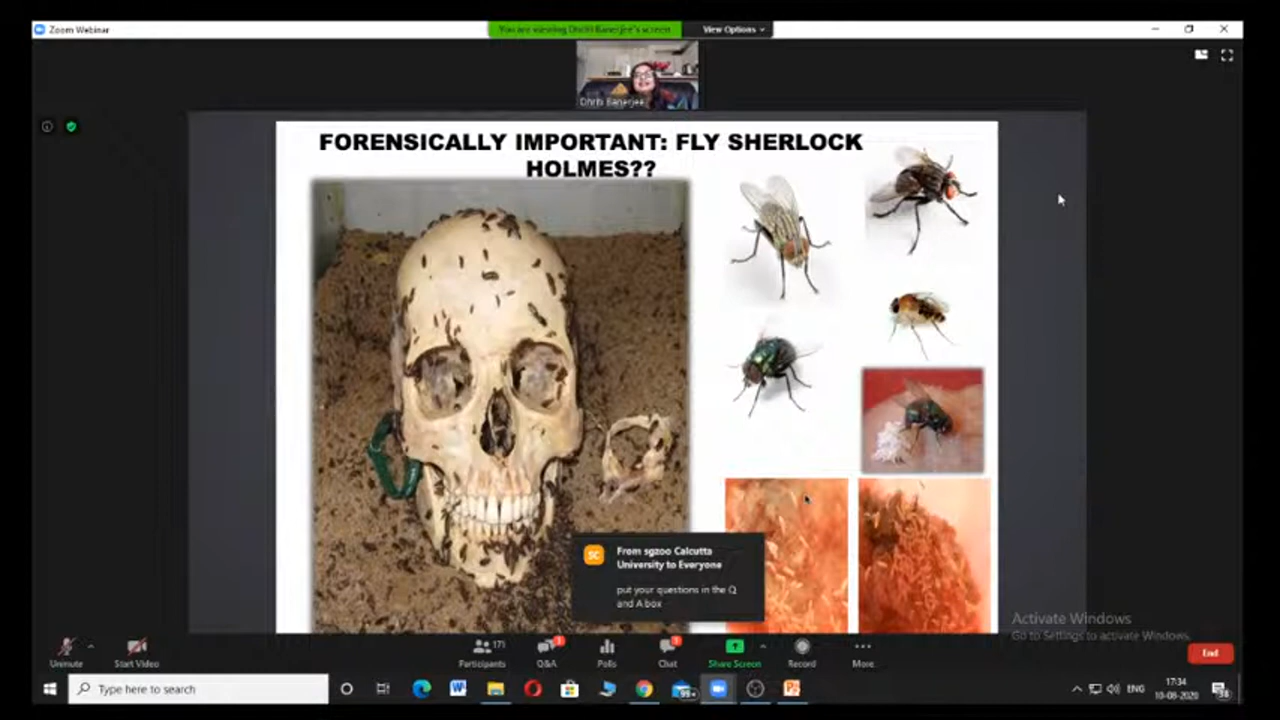 Zoom Webinar
You are viewing Dhriti Banerjee's screen
View Options
Dhriti Banerjee
FORENSICALLY IMPORTANT: FLY SHERLOCK
HOLMES??
SC
From sgzoo Calcutta
University to Everyone
put your questions in the Q
and A box
Activate Windows
Go to Settings to activate Windows.
Unmute
Start Video
Participants
171
Q&A
Polls
Chat
Share Screen
Record
More
End
Type here to search
99+
ENG
17:34
10-08-2020